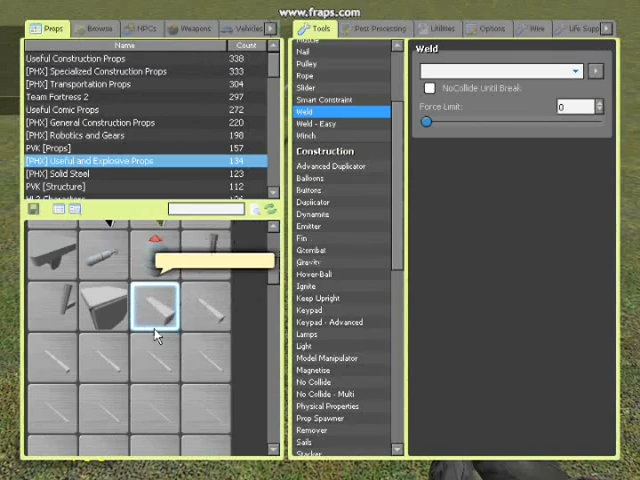 www.fraps.com
Props
Browse
NPCs
Weapons
Vehicles
Name
Count
Useful Construction Props 338
[PHX] Specialized Construction Props 333
[PHX] Transportation Props 304
Team Fortress 2 297
Useful Comic Props 272
[PHX] General Construction Props 220
[PHX] Robotics and Gears 198
PVK [Props] 157
[PHX] Useful and Explosive Props 134
[PHX] Solid Steel 123
PVK [Structure] 112
HL2 Characters
Tools
Post Processing
Utilities
Options
Wire
Life Supp
Muscle
Nail
Pulley
Rope
Slider
Smart Constraint
Weld
Weld - Easy
Winch
Construction
Advanced Duplicator
Balloons
Buttons
Duplicator
Dynamite
Emitter
Fin
Gcombat
Gravity
Hover-Ball
Ignite
Keep Upright
Keypad
Keypad - Advanced
Lamps
Light
Model Manipulator
Magnetise
No Collide
No Collide - Multi
Physical Properties
Prop Spawner
Remover
Sails
Stacker
Weld
NoCollide Until Break
Force Limit: 0